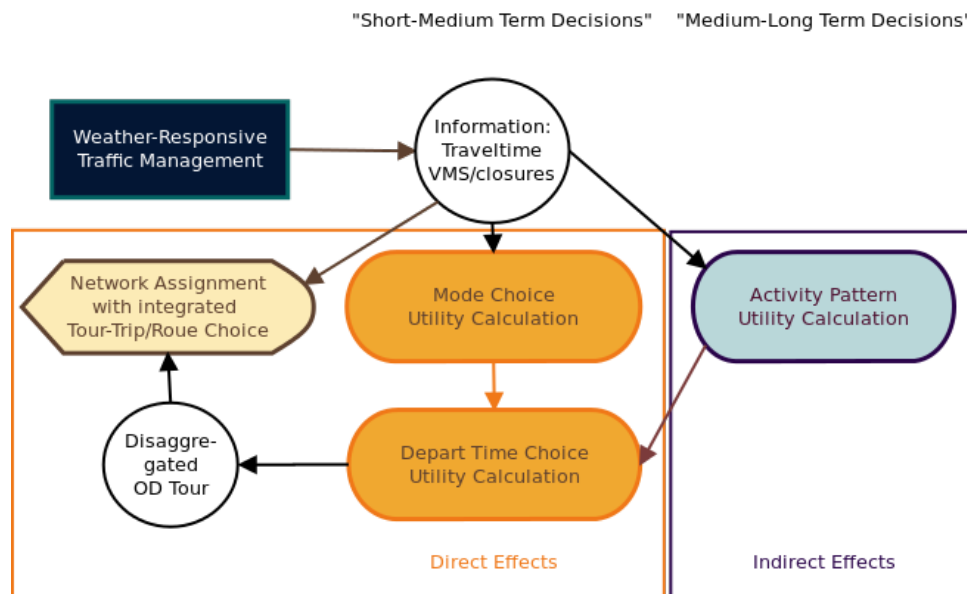 "Short-Medium Term Decisions"
"Medium-Long Term Decisions"
Weather-Responsive
Traffic Management
Information:
Traveltime
VMS/closures
Network Assignment
with integrated
Tour-Trip/Roue Choice
Mode Choice
Utility Calculation
Activity Pattern
Utility Calculation
Disaggre-
gated
OD Tour
Depart Time Choice
Utility Calculation
Direct Effects
Indirect Effects